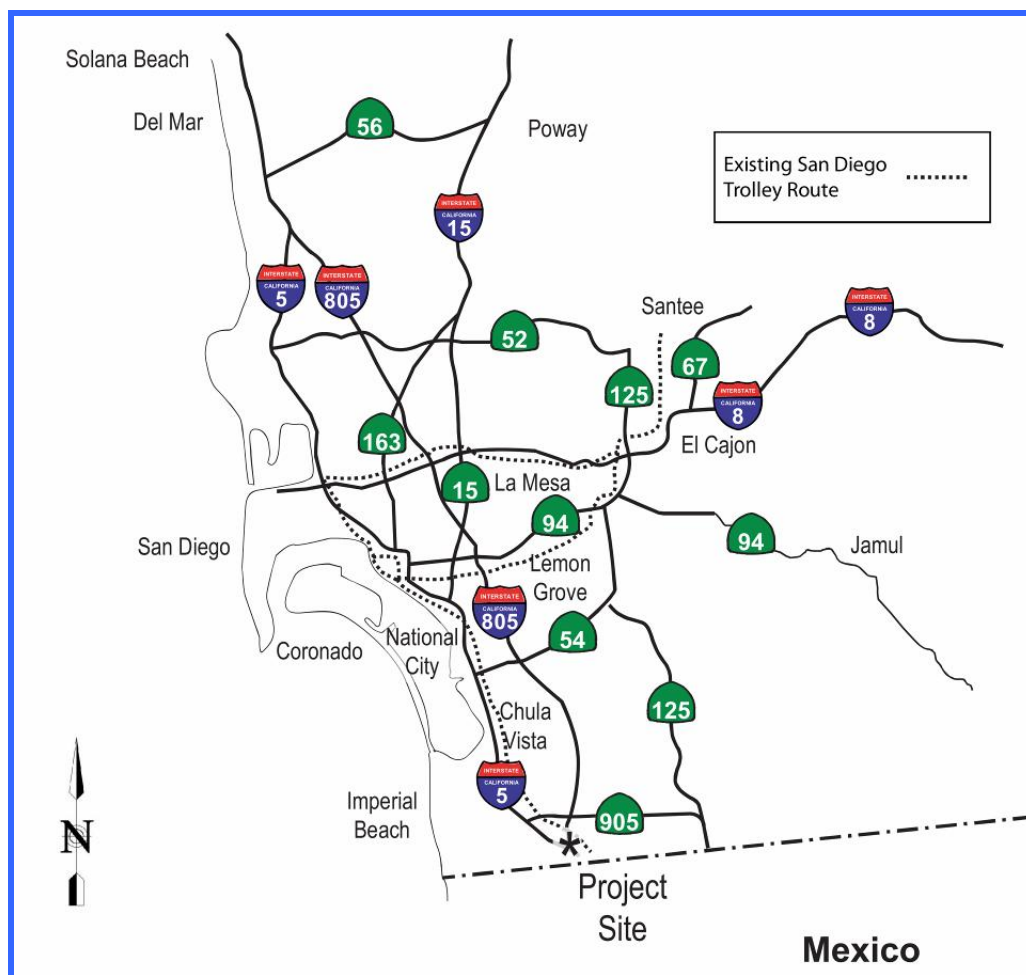 Solana Beach
Del Mar
56
Poway
Existing San Diego
Trolley Route
INTERSTATE
CALIFORNIA
15
INTERSTATE
CALIFORNIA
5
INTERSTATE
CALIFORNIA
805
Santee
INTERSTATE
CALIFORNIA
8
52
67
125
INTERSTATE
CALIFORNIA
8
163
El Cajon
La Mesa
15
94
94
San Diego
Jamul
Lemon
Grove
INTERSTATE
CALIFORNIA
805
National
City
Coronado
54
125
Chula
Vista
INTERSTATE
CALIFORNIA
5
Imperial
Beach
905
N
*
Project
Site
Mexico